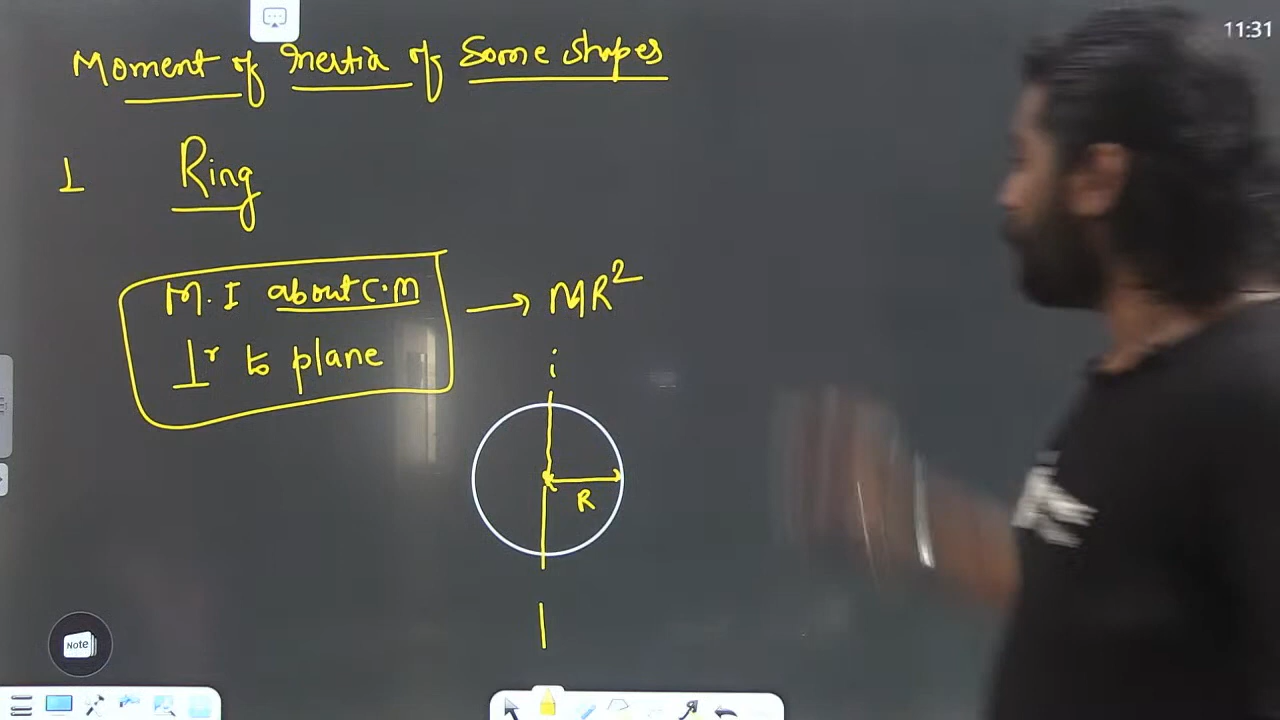 11:31
Moment of Inertia of Some shapes
1 Ring
M.I about C.M → MR²
⊥r to plane
R
Note